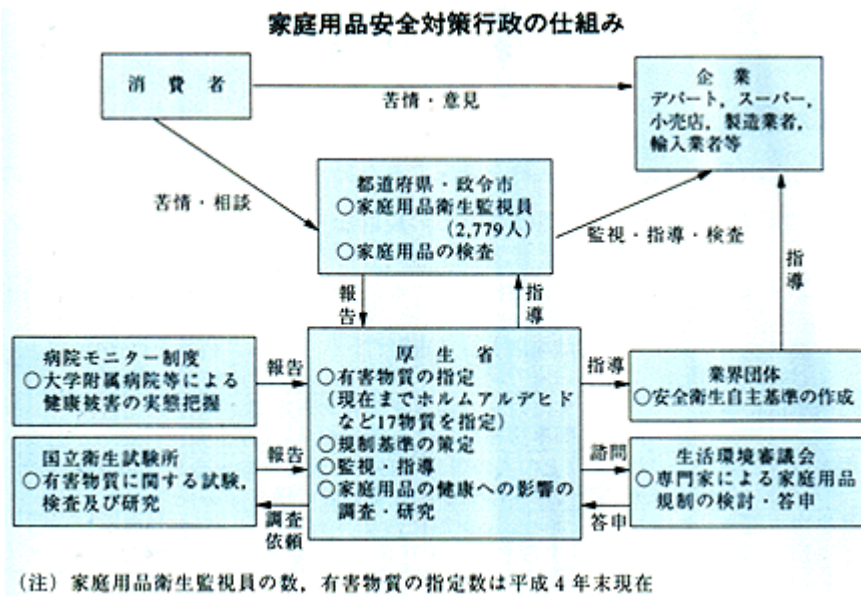 家庭用品安全対策行政の仕組み
消費者
企業
デパート，スーパー，
小売店，製造業者，
輸入業者等
苦情・意見
苦情・相談
都道府県・政令市
○家庭用品衛生監視員
（2,779人）
○家庭用品の検査
監視・指導・検査
指導
報告
指導
病院モニター制度
○大学附属病院等による
健康被害の実態把握
報告
厚生省
○有害物質の指定
（現在までホルムアルデヒド
など17物質を指定）
○規制基準の策定
○監視・指導
○家庭用品の健康への影響の
調査・研究
指導
業界団体
○安全衛生自主基準の作成
国立衛生試験所
○有害物質に関する試験，
検査及び研究
報告
調査
依頼
諮問
答申
生活環境審議会
○専門家による家庭用品
規制の検討・答申
（注）家庭用品衛生監視員の数，有害物質の指定数は平成4年末現在